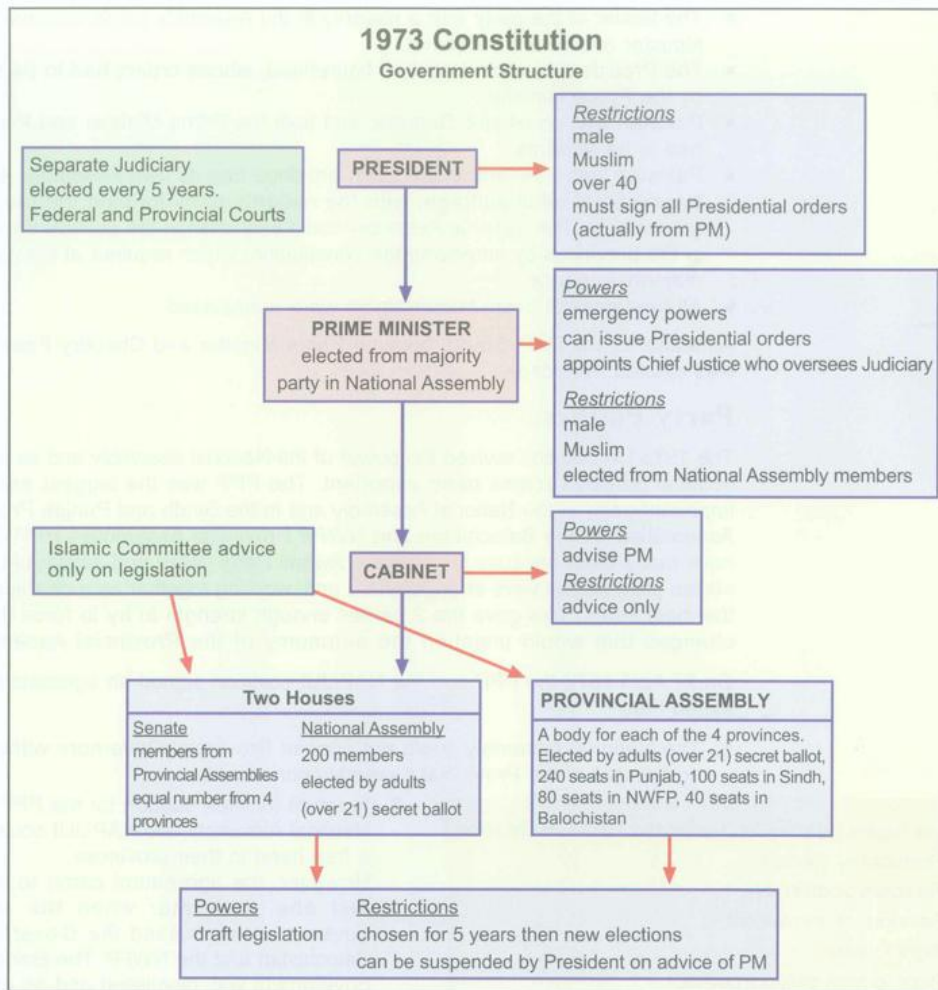 1973 Constitution
Government Structure
Separate Judiciary
elected every 5 years.
Federal and Provincial Courts
PRESIDENT
Restrictions
male
Muslim
over 40
must sign all Presidential orders
(actually from PM)
PRIME MINISTER
elected from majority
party in National Assembly
Powers
emergency powers
can issue Presidential orders
appoints Chief Justice who oversees Judiciary
Restrictions
male
Muslim
elected from National Assembly members
Islamic Committee advice
only on legislation
CABINET
Powers
advise PM
Restrictions
advice only
Two Houses
Senate
members from
Provincial Assemblies
equal number from 4
provinces
National Assembly
200 members
elected by adults
(over 21) secret ballot
PROVINCIAL ASSEMBLY
A body for each of the 4 provinces.
Elected by adults (over 21) secret ballot,
240 seats in Punjab, 100 seats in Sindh,
80 seats in NWFP, 40 seats in
Balochistan
Powers
draft legislation
Restrictions
chosen for 5 years then new elections
can be suspended by President on advice of PM